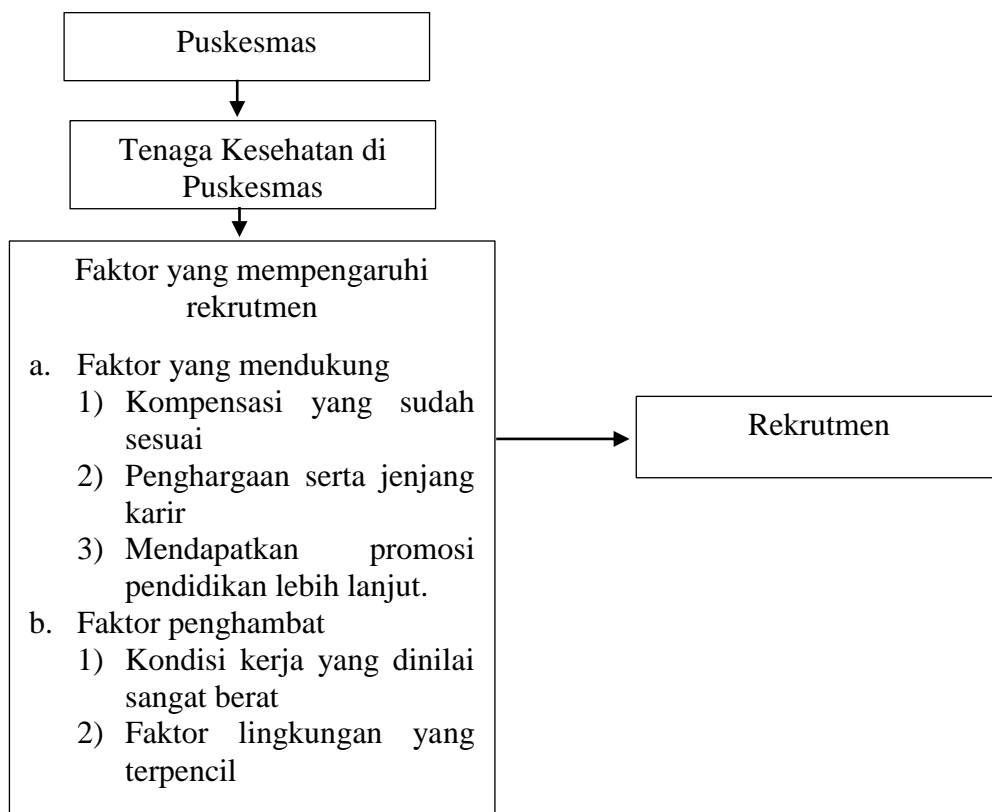 Puskesmas
Tenaga Kesehatan di
Puskesmas
Faktor yang mempengaruhi
rekrutmen
a. Faktor yang mendukung
1) Kompensasi yang sudah
sesuai
2) Penghargaan serta jenjang
karir
3) Mendapatkan promosi
pendidikan lebih lanjut.
b. Faktor penghambat
1) Kondisi kerja yang dinilai
sangat berat
2) Faktor lingkungan yang
terpencil
Rekrutmen